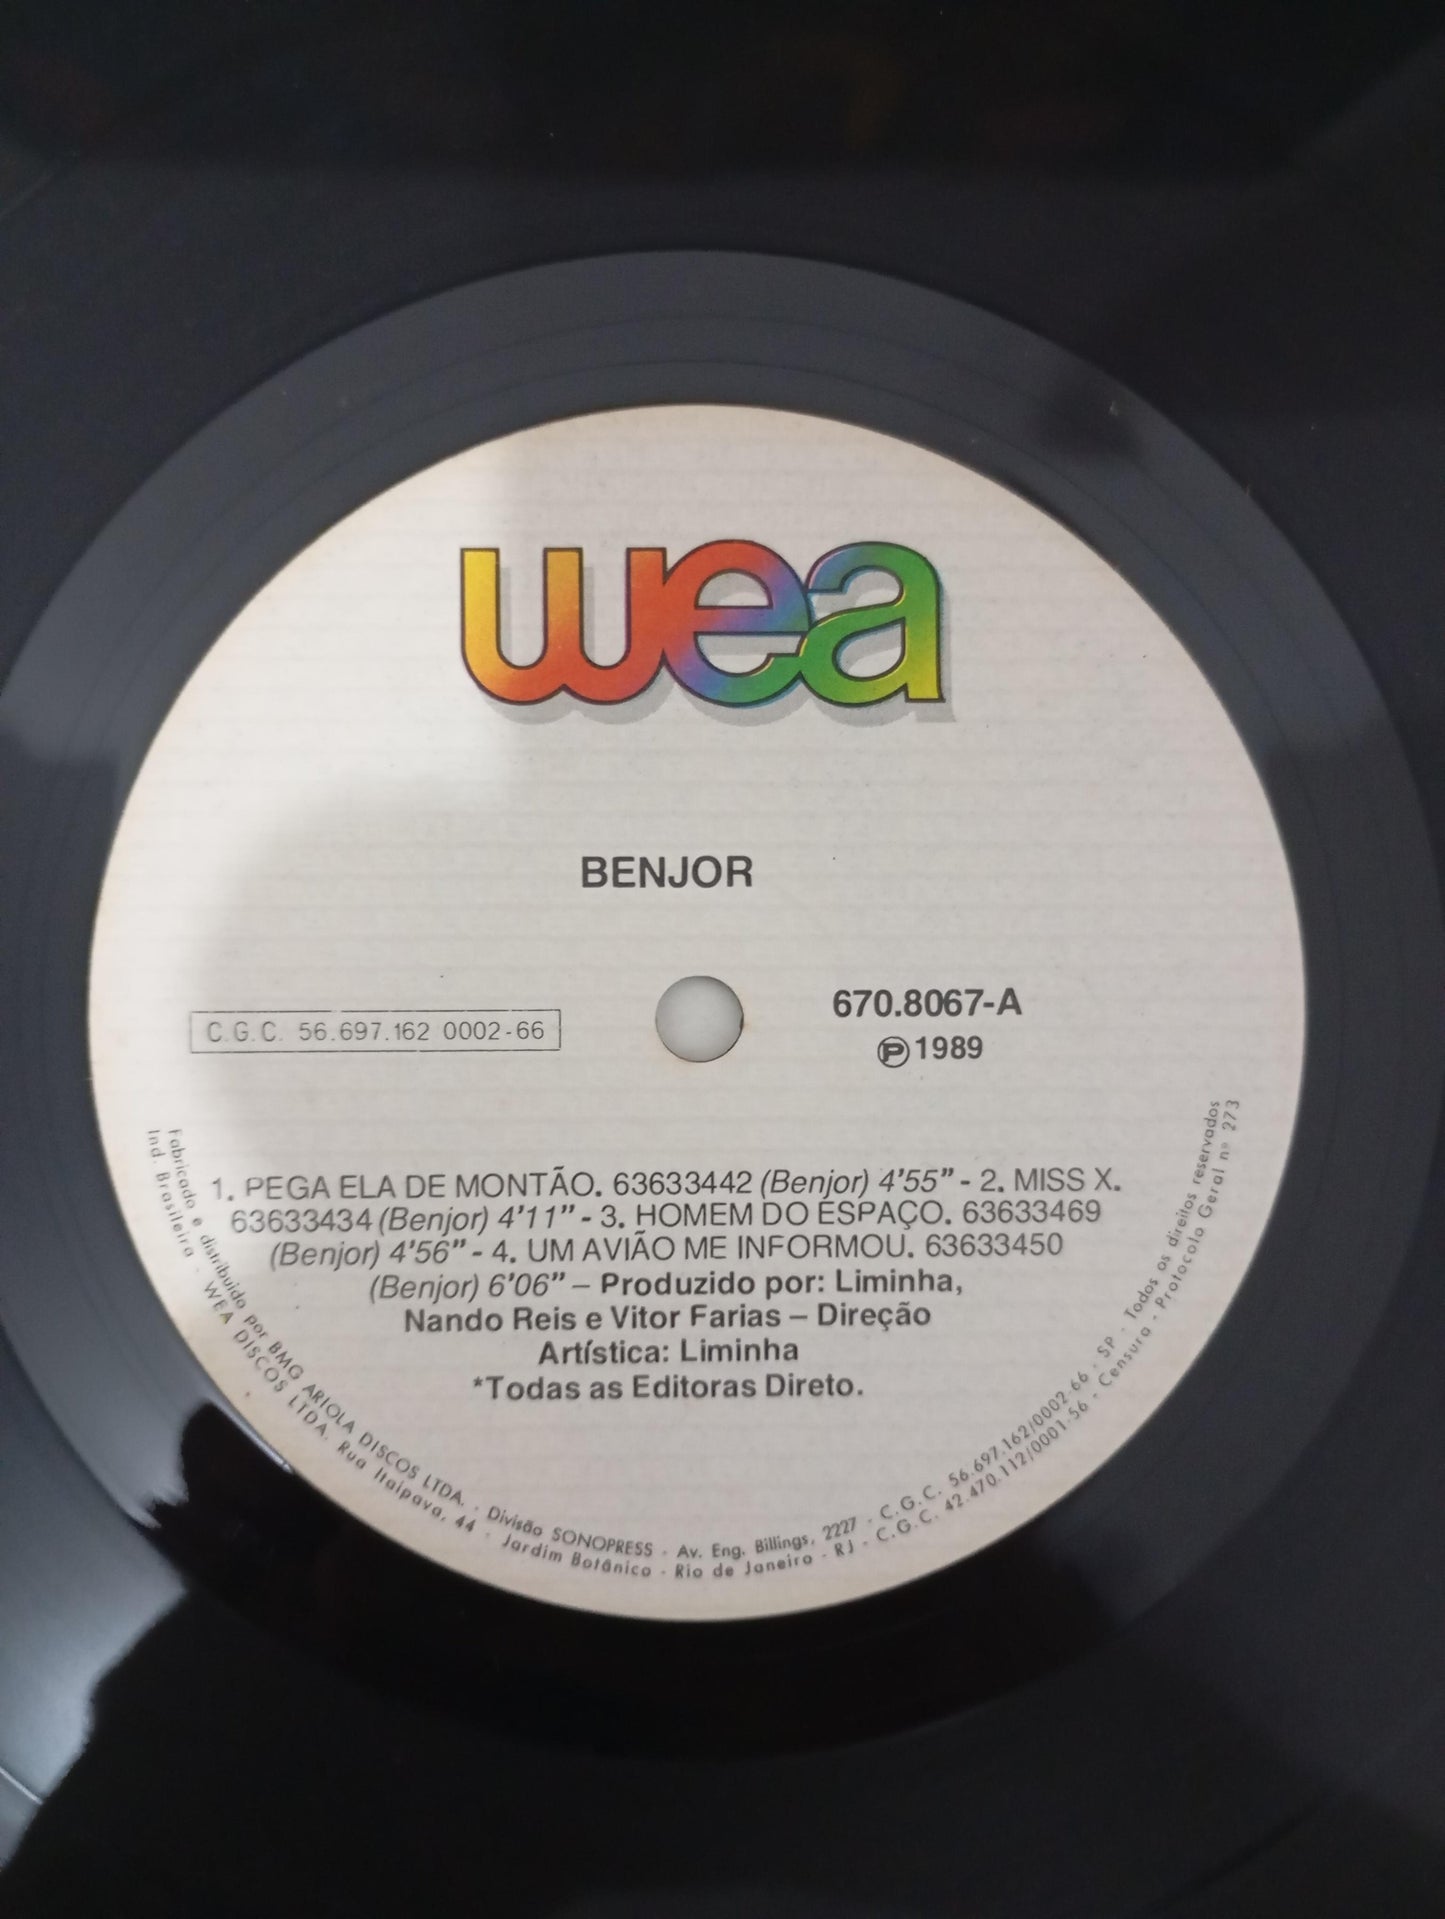 wea
BENJOR
C.G.C. 56.697.162 0002-66
670.8067-A
℗1989
1. PEGA ELA DE MONTÃO. 63633442 (Benjor) 4'55" - 2. MISS X.
63633434 (Benjor) 4'11" - 3. HOMEM DO ESPAÇO. 63633469
(Benjor) 4'56" - 4. UM AVIÃO ME INFORMOU. 63633450
(Benjor) 6'06" – Produzido por: Liminha,
Nando Reis e Vitor Farias – Direção
Artística: Liminha
*Todas as Editoras Direto.
Fabricado e distribuído por BMG ARIOLA DISCOS LTDA. · Divisão SONOPRESS · Av. Eng. Billings, 2227 · C.G.C. 56.697.162/0002-66 · SP · Todos os direitos reservados
Ind. Brasileira · WEA DISCOS LTDA. Rua Itaipava, 44 · Jardim Botânico · Rio de Janeiro · RJ · C.G.C. 42.470.112/0001-56 · Censura · Protocolo Geral nº 273